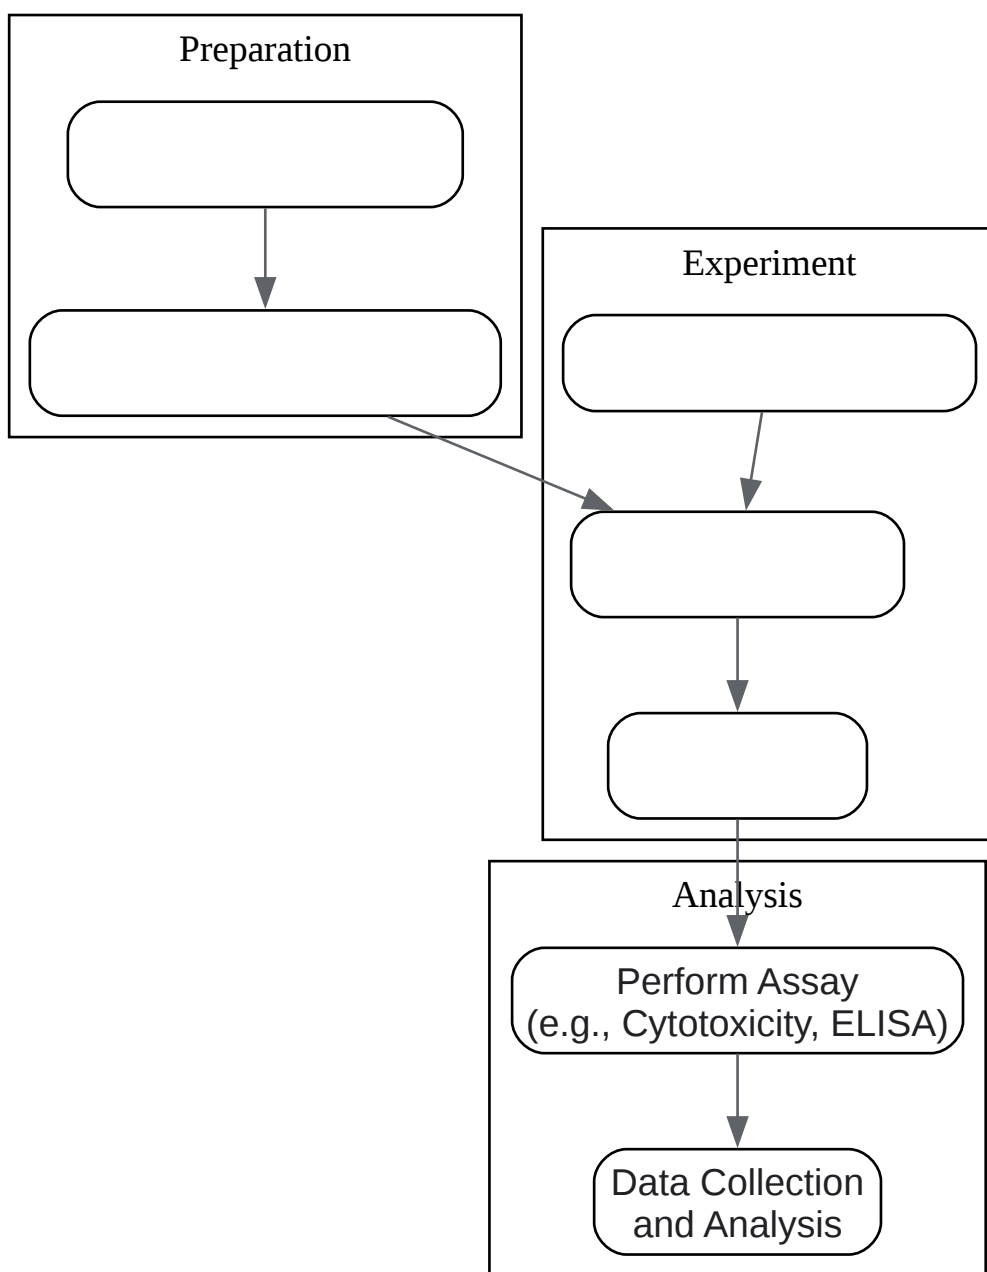 Preparation
Experiment
Analysis
Perform Assay
(e.g., Cytotoxicity, ELISA)
Data Collection
and Analysis